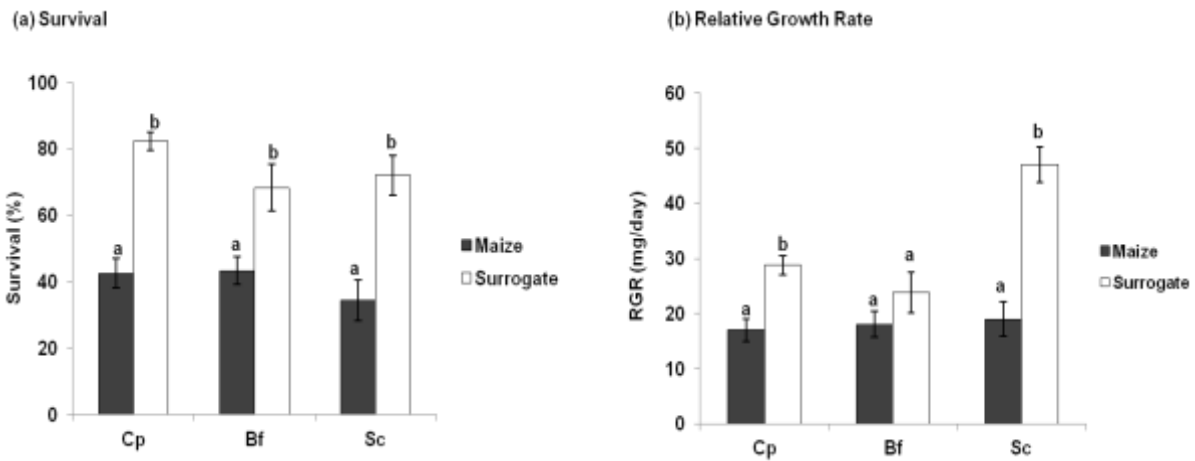 (a) Survival
100
80
60
40
20
0
Survival (%)
a
b
a
b
a
b
Cp
Bf
Sc
Maize
Surrogate
(b) Relative Growth Rate
60
50
40
30
20
10
0
RGR (mg/day)
a
b
a
a
a
b
Cp
Bf
Sc
Maize
Surrogate